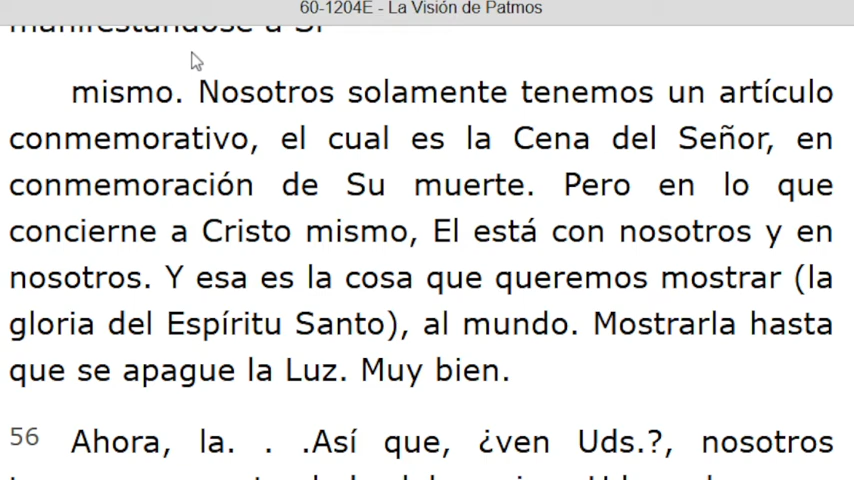 60-1204E - La Visión de Patmos
manifestándose a Sí
mismo. Nosotros solamente tenemos un artículo
conmemorativo, el cual es la Cena del Señor, en
conmemoración de Su muerte. Pero en lo que
concierne a Cristo mismo, El está con nosotros y en
nosotros. Y esa es la cosa que queremos mostrar (la
gloria del Espíritu Santo), al mundo. Mostrarla hasta
que se apague la Luz. Muy bien.
56 Ahora, la. . .Así que, ¿ven Uds.?, nosotros